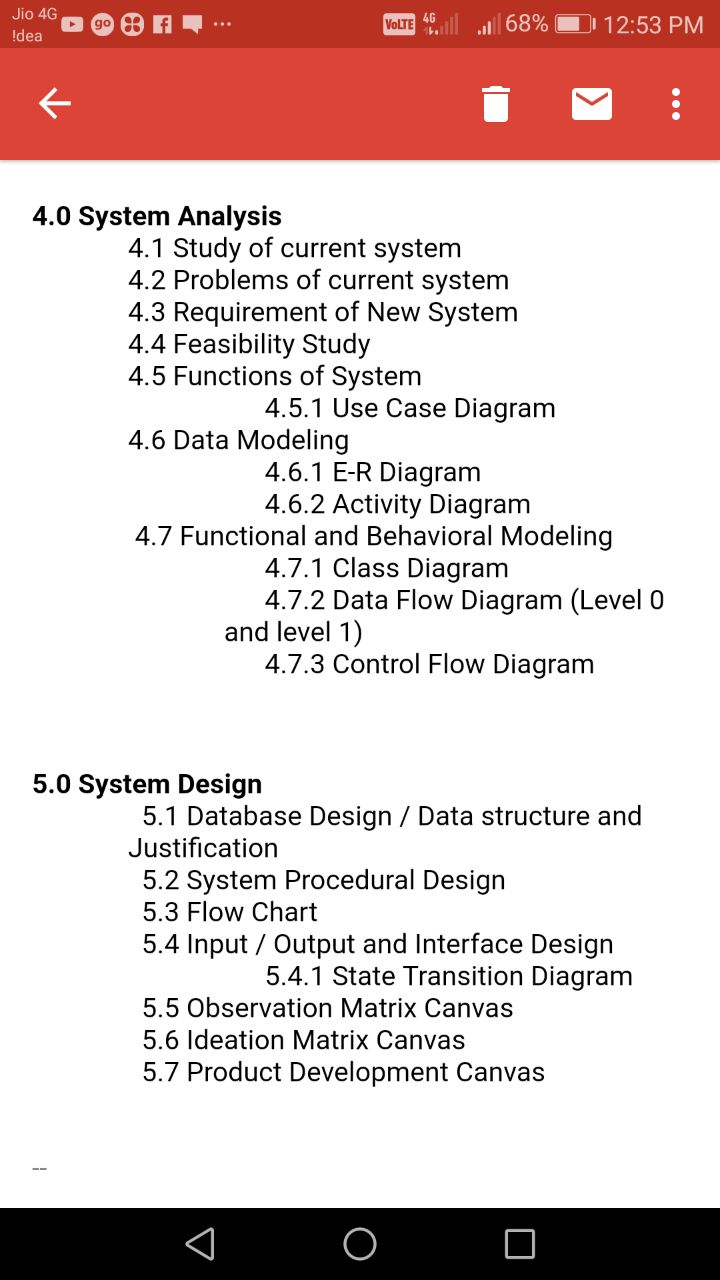 Jio 4G
!dea
go
VoLTE
4G
68%
12:53 PM
4.0 System Analysis
4.1 Study of current system
4.2 Problems of current system
4.3 Requirement of New System
4.4 Feasibility Study
4.5 Functions of System
4.5.1 Use Case Diagram
4.6 Data Modeling
4.6.1 E-R Diagram
4.6.2 Activity Diagram
4.7 Functional and Behavioral Modeling
4.7.1 Class Diagram
4.7.2 Data Flow Diagram (Level 0
and level 1)
4.7.3 Control Flow Diagram
5.0 System Design
5.1 Database Design / Data structure and
Justification
5.2 System Procedural Design
5.3 Flow Chart
5.4 Input / Output and Interface Design
5.4.1 State Transition Diagram
5.5 Observation Matrix Canvas
5.6 Ideation Matrix Canvas
5.7 Product Development Canvas
--